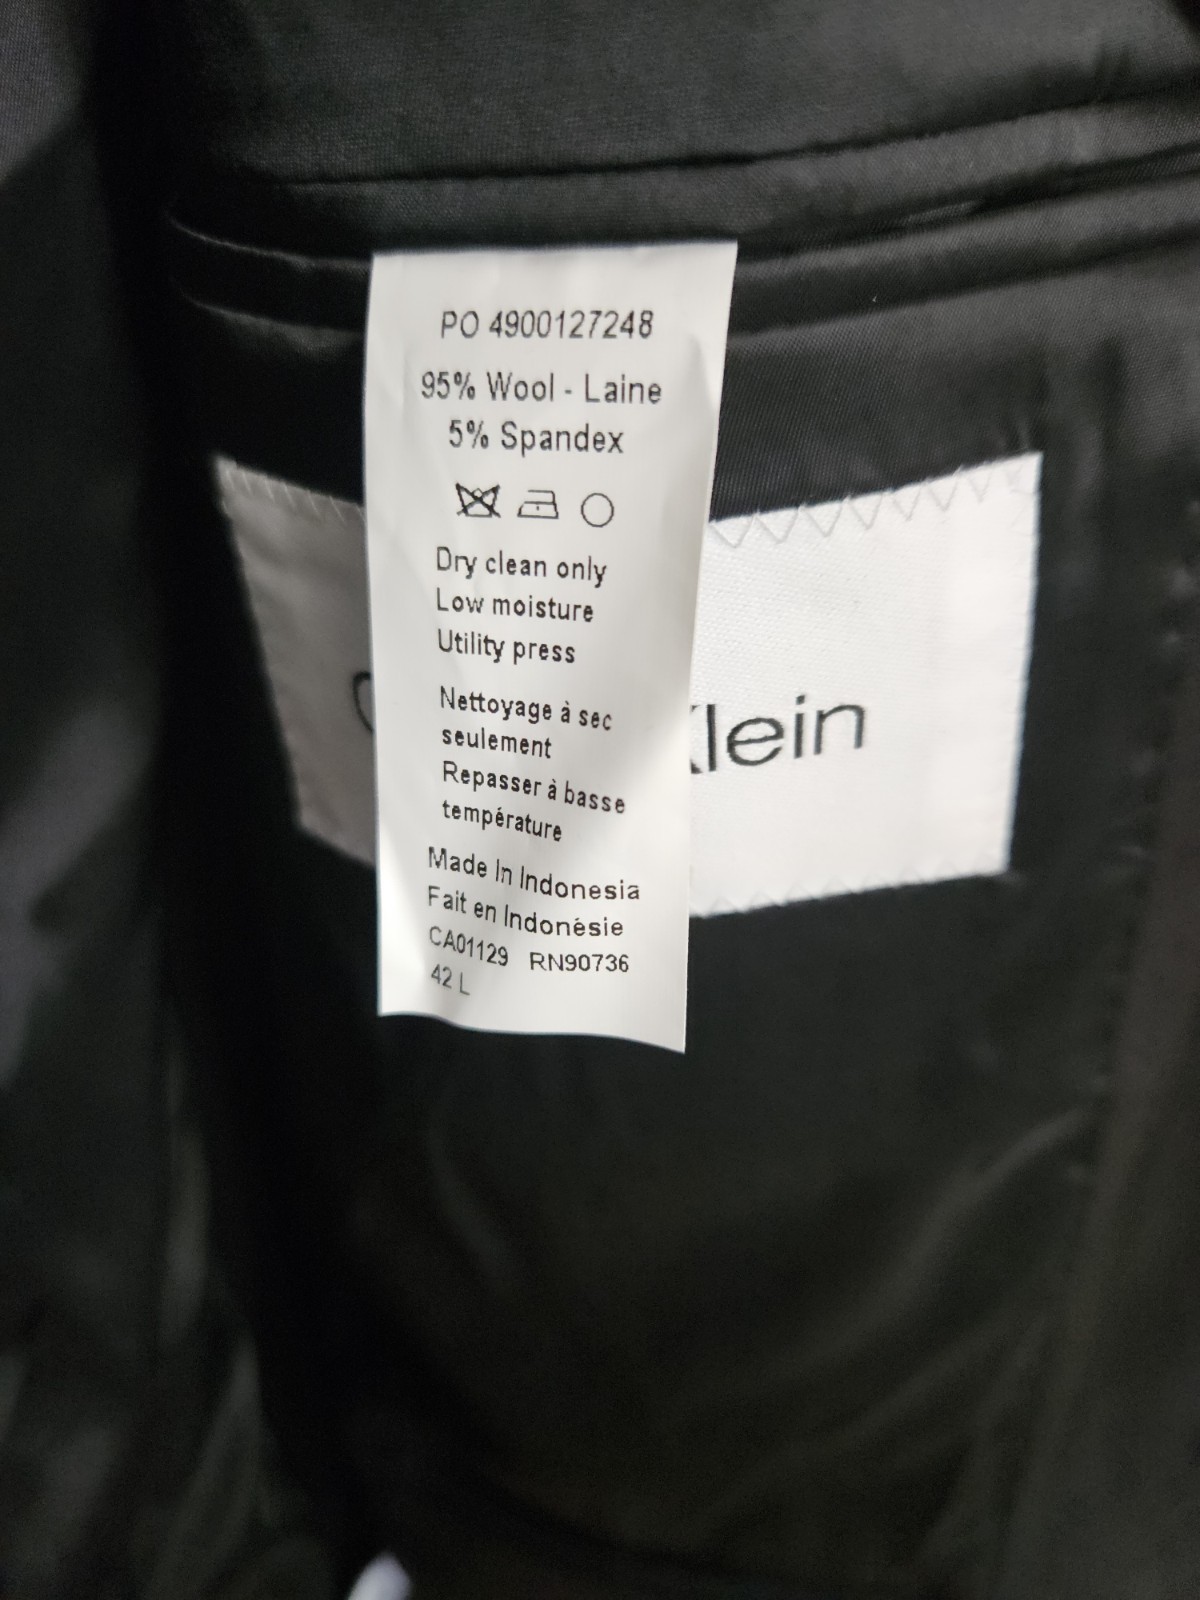 PO 4900127248
95% Wool - Laine
5% Spandex
Dry clean only
Low moisture
Utility press
Nettoyage à sec
seulement
Repasser à basse
température
Made In Indonesia
Fait en Indonésie
CA01129 RN90736
42 L
Klein